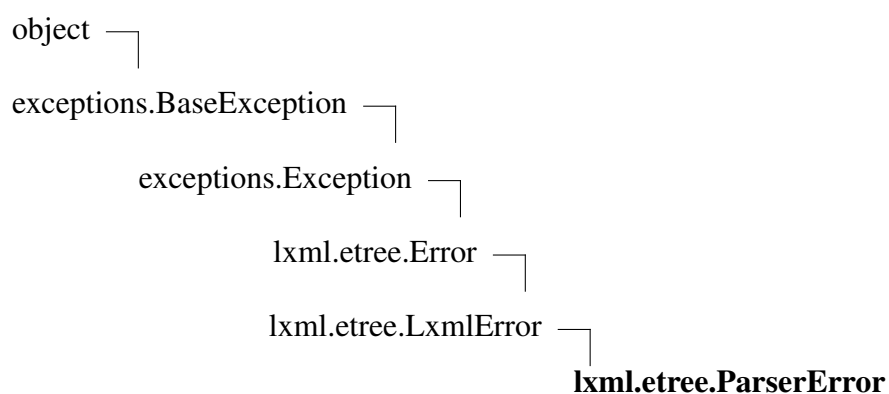 object
exceptions.BaseException
exceptions.Exception
lxml.etree.Error
lxml.etree.LxmlError
lxml.etree.ParserError